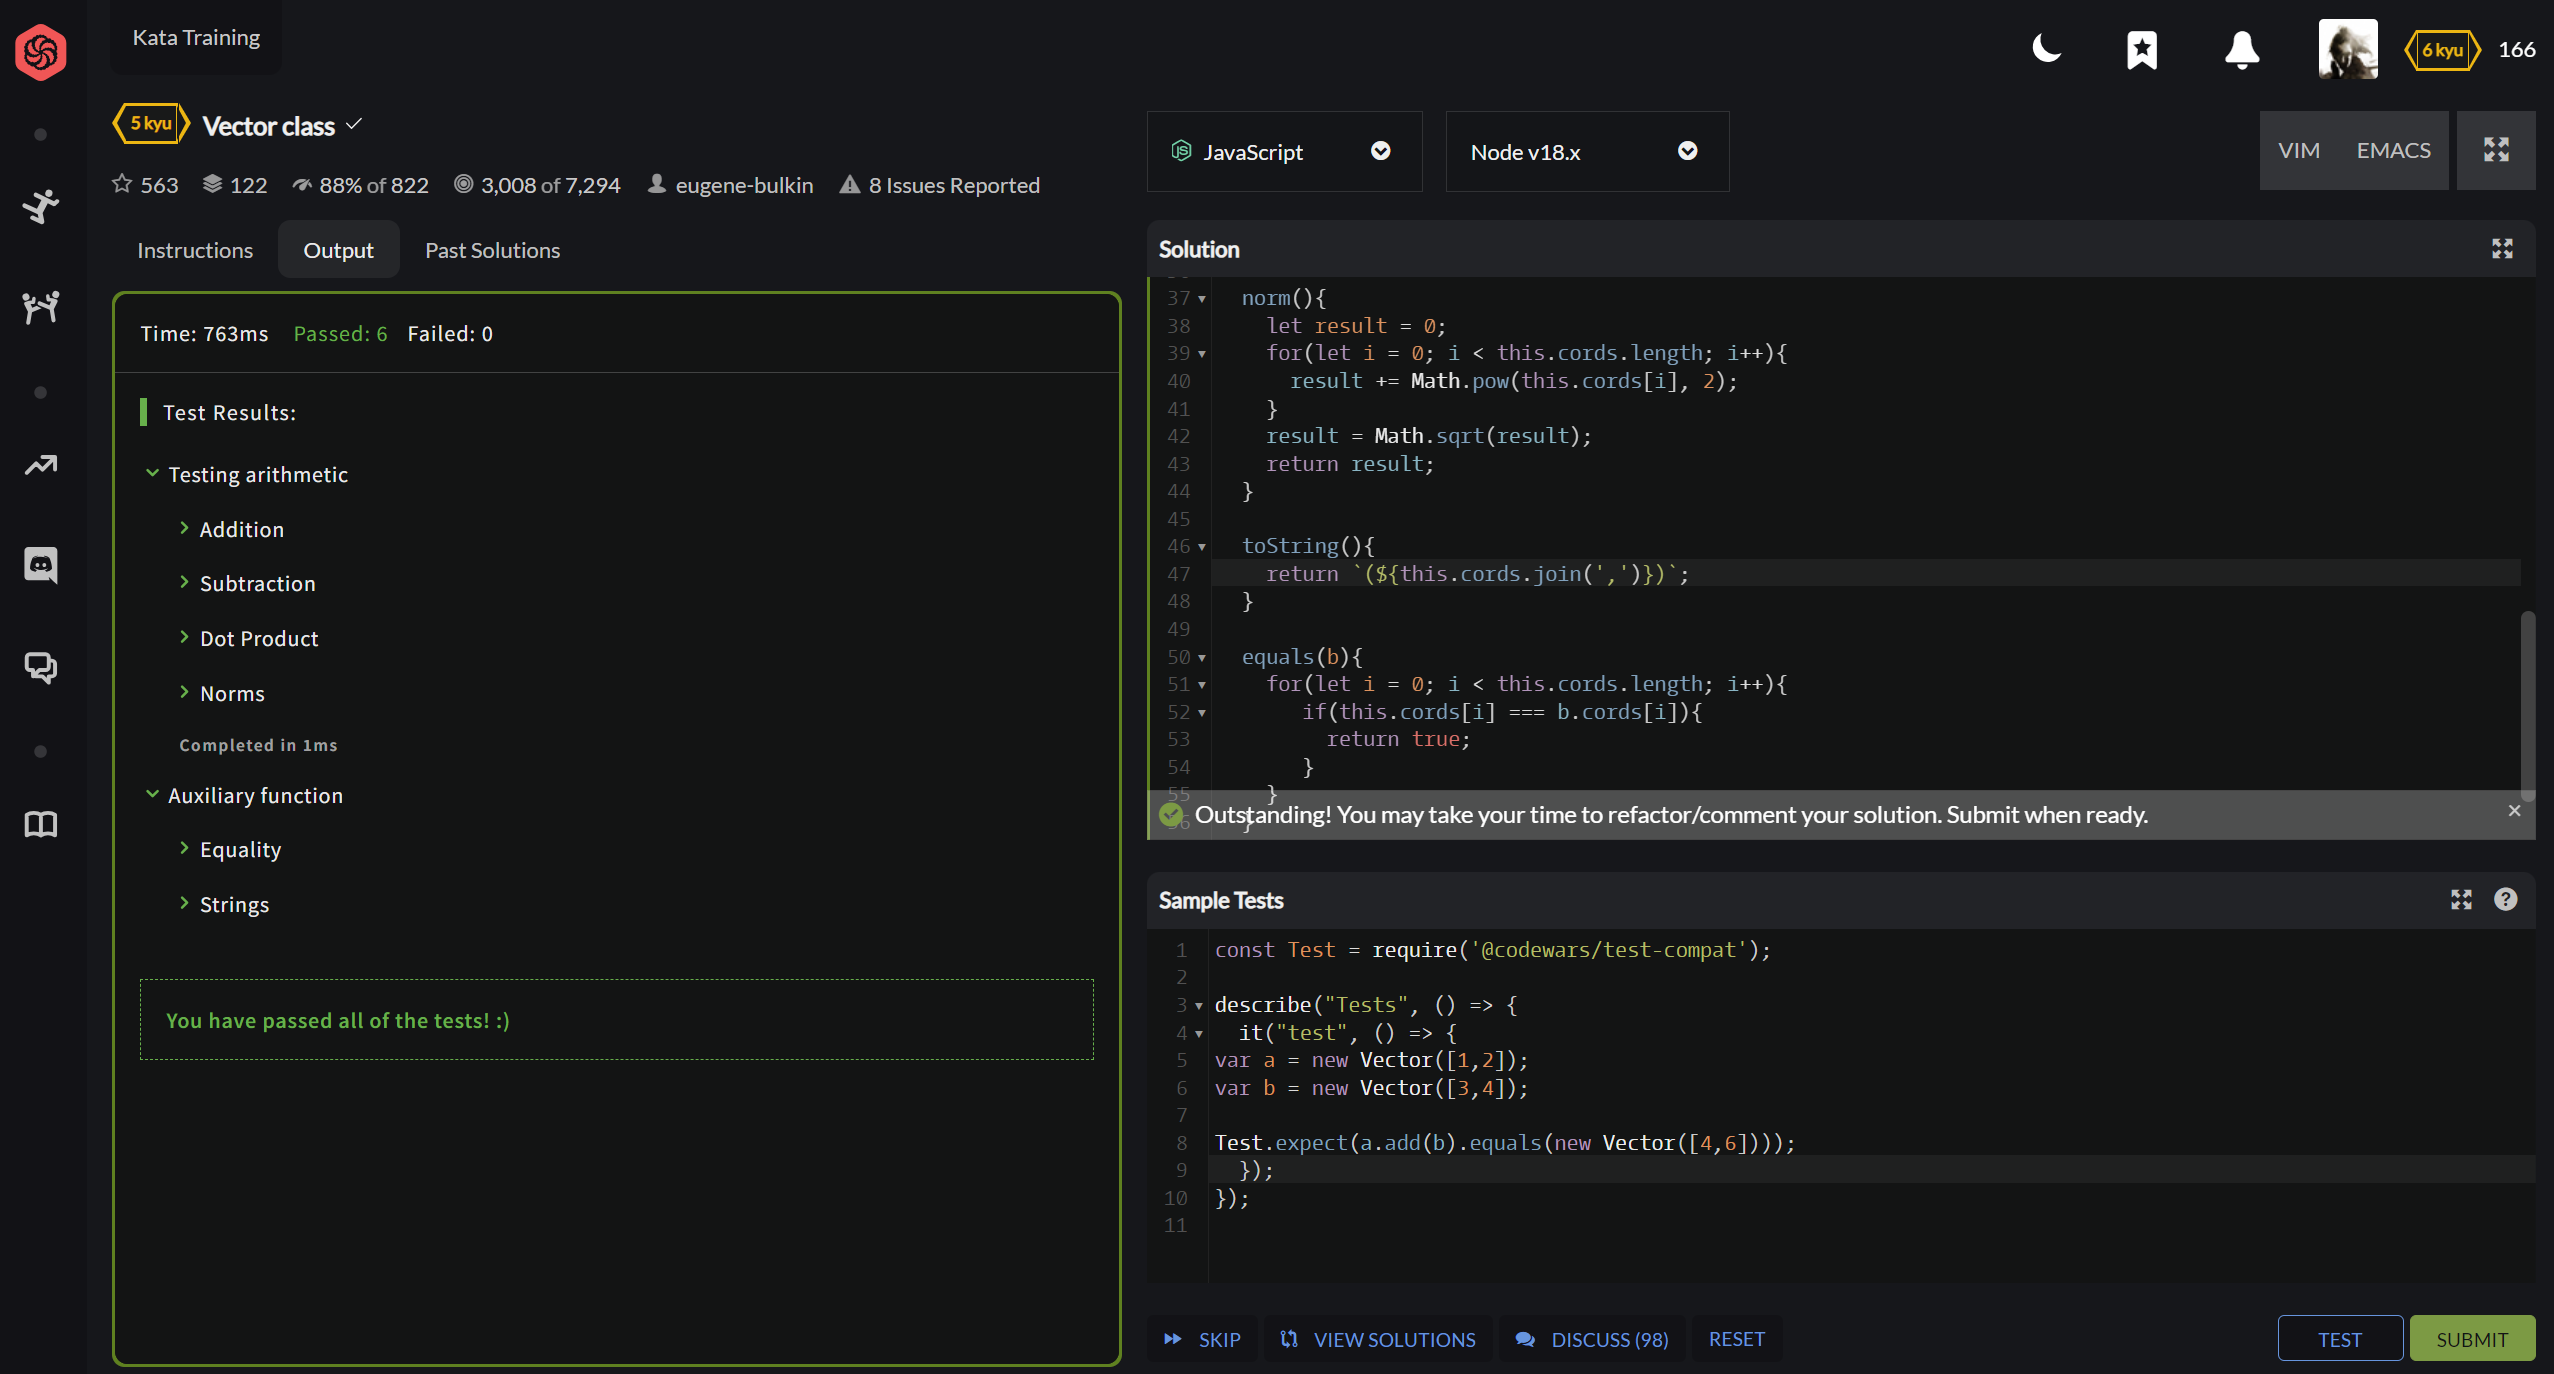 Kata Training
6 kyu 166
5 kyu Vector class
563 122 88% of 822 3,008 of 7,294 eugene-bulkin 8 Issues Reported
JavaScript Node v18.x VIM EMACS
Instructions Output Past Solutions
Time: 763ms Passed: 6 Failed: 0
Test Results:
Testing arithmetic
Addition
Subtraction
Dot Product
Norms
Completed in 1ms
Auxiliary function
Equality
Strings
You have passed all of the tests! :)
Solution
37 norm(){
38 let result = 0;
39 for(let i = 0; i < this.cords.length; i++){
40 result += Math.pow(this.cords[i], 2);
41 }
42 result = Math.sqrt(result);
43 return result;
44 }
45
46 toString(){
47 return `(${this.cords.join(',')})`;
48 }
49
50 equals(b){
51 for(let i = 0; i < this.cords.length; i++){
52 if(this.cords[i] === b.cords[i]){
53 return true;
54 }
55 }
56 }
Outstanding! You may take your time to refactor/comment your solution. Submit when ready.
Sample Tests
1 const Test = require('@codewars/test-compat');
2
3 describe("Tests", () => {
4 it("test", () => {
5 var a = new Vector([1,2]);
6 var b = new Vector([3,4]);
7
8 Test.expect(a.add(b).equals(new Vector([4,6])));
9 });
10 });
11
SKIP VIEW SOLUTIONS DISCUSS (98) RESET TEST SUBMIT